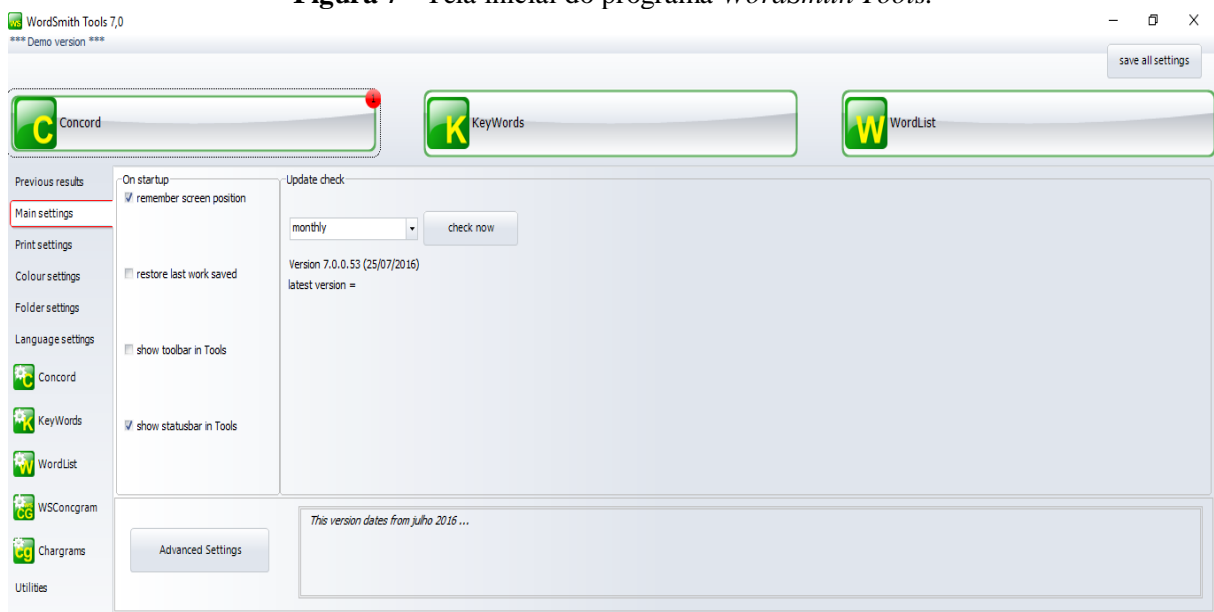 Figura 7 – Tela inicial do programa WordSmith Tools.
WS WordSmith Tools 7,0
*** Demo version ***
save all settings
C Concord
K KeyWords
W WordList
Previous results
Main settings
Print settings
Colour settings
Folder settings
Language settings
C Concord
K KeyWords
W WordList
CG WSConcgram
cg Chargrams
Utilities
On startup
remember screen position
restore last work saved
show toolbar in Tools
show statusbar in Tools
Update check
monthly
check now
Version 7.0.0.53 (25/07/2016)
latest version =
Advanced Settings
This version dates from julho 2016 ...